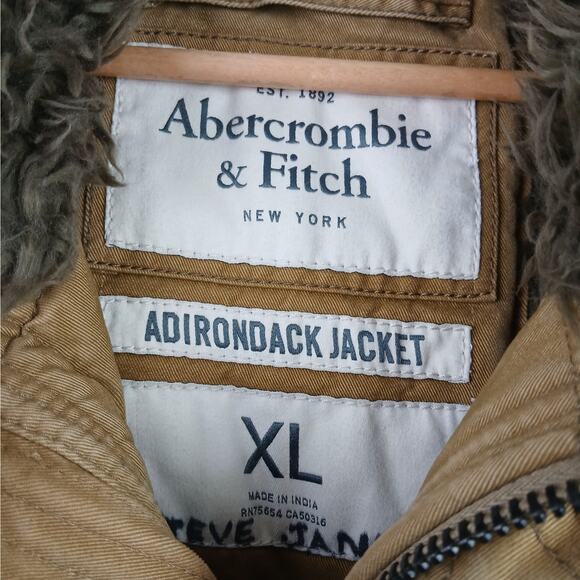 EST. 1892
Abercrombie
& Fitch
NEW YORK
ADIRONDACK JACKET
XL
MADE IN INDIA
RN75654 CA50316